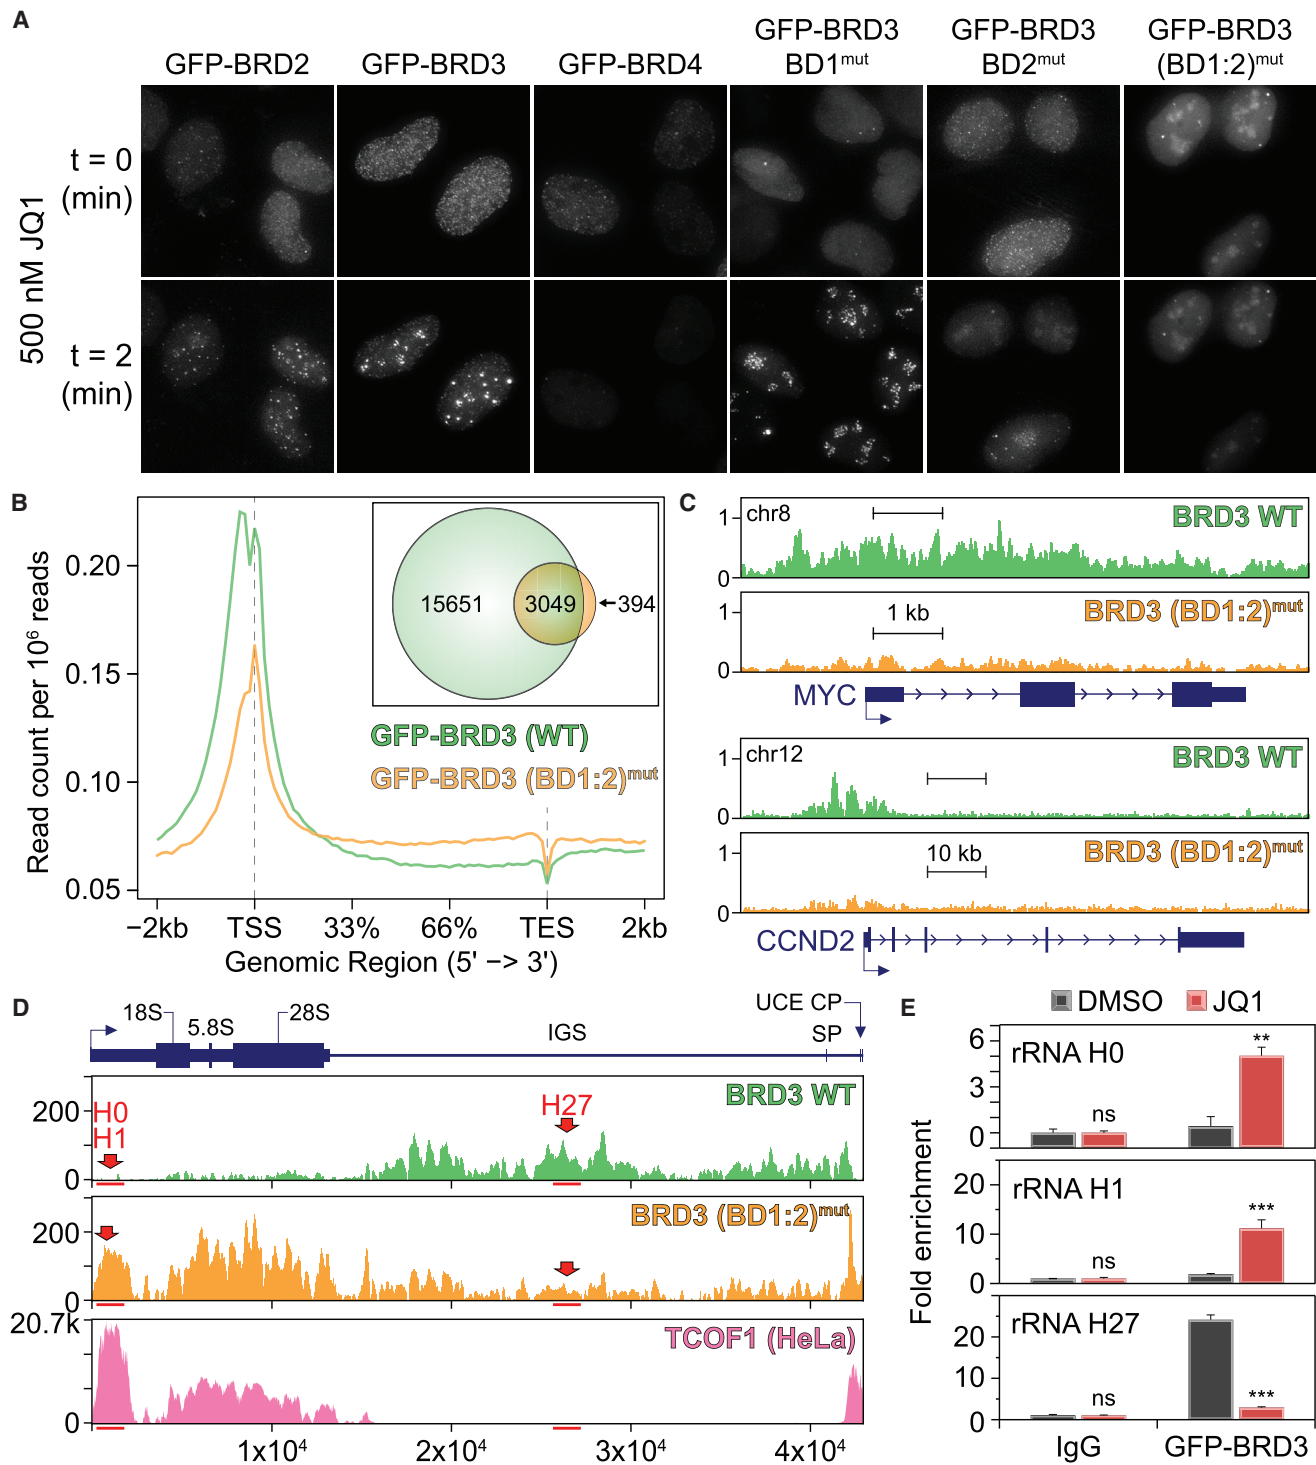 A
GFP-BRD2
GFP-BRD3
GFP-BRD4
GFP-BRD3
BD1mut
GFP-BRD3
BD2mut
GFP-BRD3
(BD1:2)mut
500 nM JQ1
t = 0
(min)
t = 2
(min)
B
Read count per 10⁶ reads
0.20
0.15
0.10
0.05
15651
3049
394
GFP-BRD3 (WT)
GFP-BRD3 (BD1:2)mut
−2kb
TSS
33%
66%
TES
2kb
Genomic Region (5' −> 3')
C
1
0
chr8
BRD3 WT
1
0
1 kb
BRD3 (BD1:2)mut
MYC
1
0
chr12
BRD3 WT
1
0
10 kb
BRD3 (BD1:2)mut
CCND2
D
18S
5.8S
28S
IGS
UCE CP
SP
200
0
H0
H1
H27
BRD3 WT
200
0
BRD3 (BD1:2)mut
20.7k
0
TCOF1 (HeLa)
1x10⁴
2x10⁴
3x10⁴
4x10⁴
E
DMSO
JQ1
Fold enrichment
6
3
0
rRNA H0
ns
**
20
10
0
rRNA H1
ns
***
20
10
0
rRNA H27
ns
***
IgG
GFP-BRD3